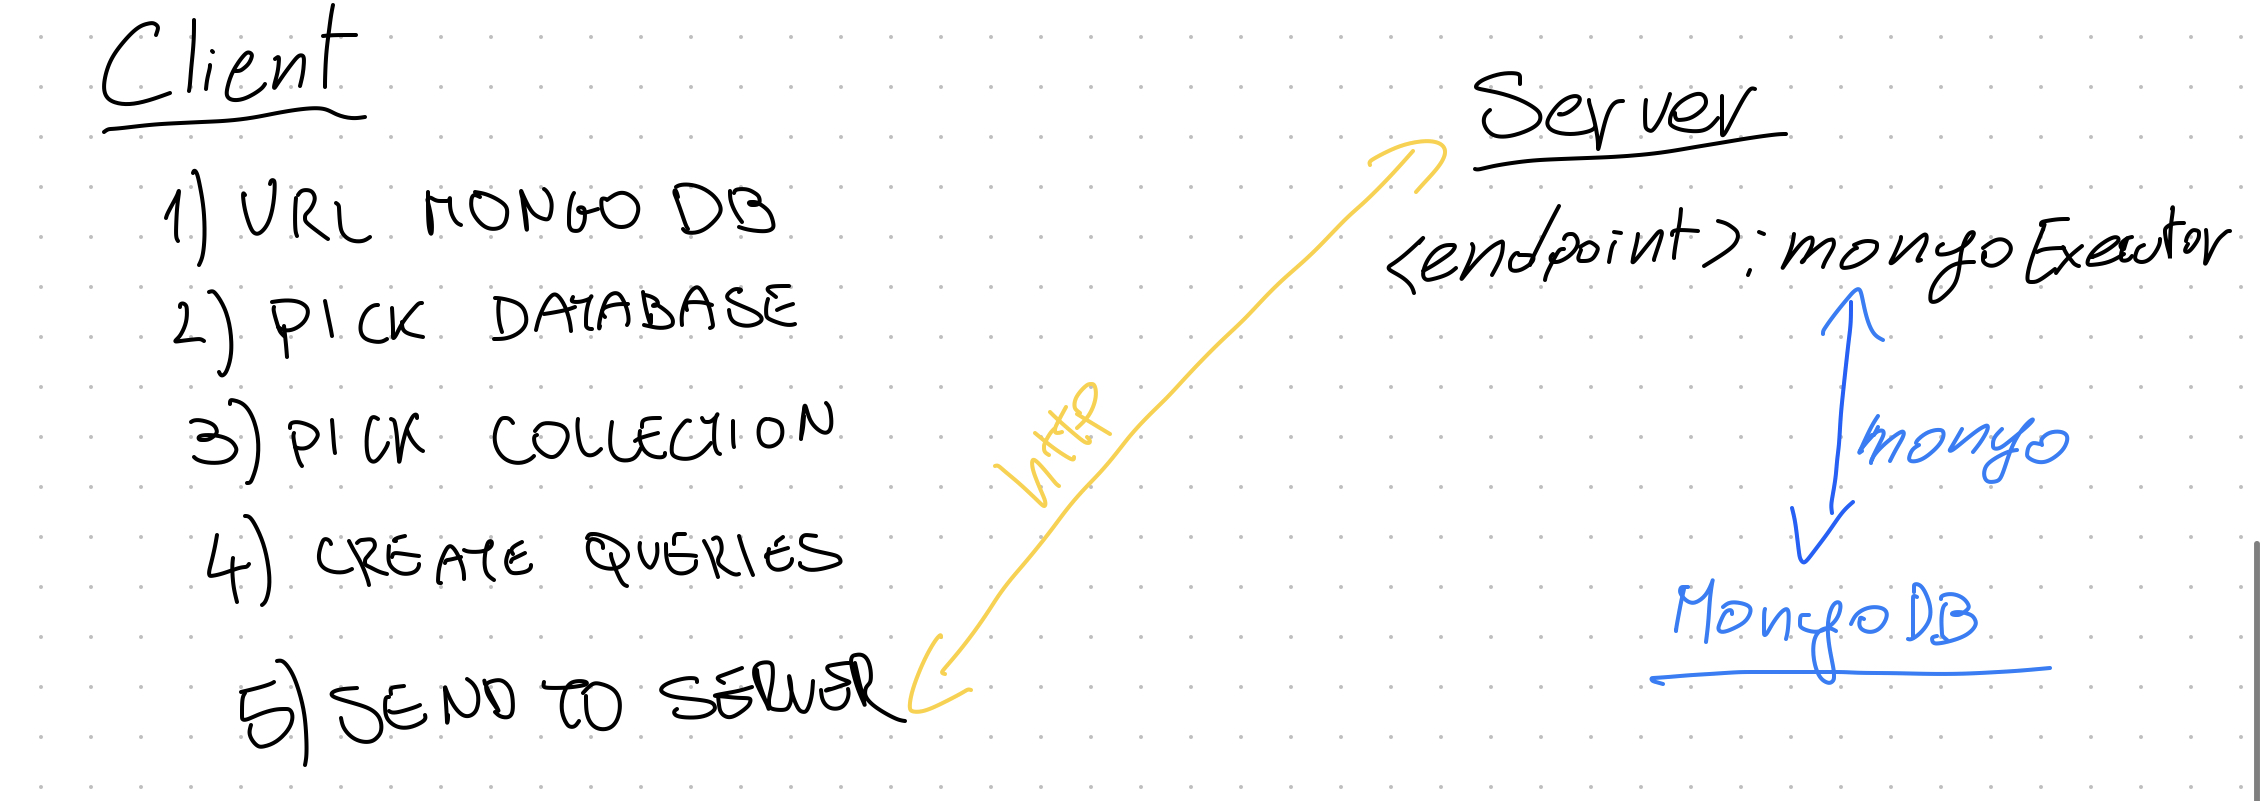 Client
1) URL MONGO DB
2) PICK DATABASE
3) PICK COLLECTION
4) CREATE QUERIES
5) SEND TO SERVER
HTTP
Server
<endpoint>: mongoExecutor
mongo
MongoDB